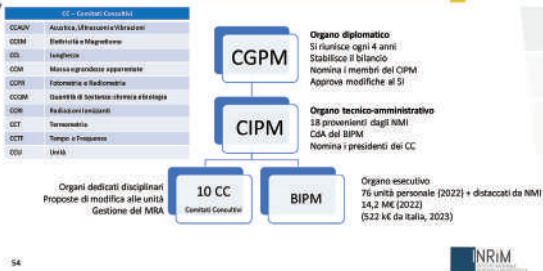 CC – Comitati Consultivi
CCAUV Acustica, Ultrasuoni e Vibrazioni
CCEM Elettricità e Magnetismo
CCL Lunghezza
CCM Massa e grandezze apparentate
CCPR Fotometria e Radiometria
CCQM Quantità di Sostanza: chimica e biologia
CCRI Radiazioni Ionizzanti
CCT Termometria
CCTF Tempo e Frequenza
CCU Unità
CGPM
Organo diplomatico
Si riunisce ogni 4 anni
Stabilisce il bilancio
Nomina i membri del CIPM
Approva modifiche al SI
CIPM
Organo tecnico-amministrativo
18 provenienti dagli NMI
CdA del BIPM
Nomina i presidenti dei CC
Organi dedicati disciplinari
Proposte di modifica alle unità
Gestione del MRA
10 CC
Comitati Consultivi
BIPM
Organo esecutivo
76 unità personale (2022) + distaccati da NMI
14,2 M€ (2022)
(522 k€ da Italia, 2023)
54
INRIM